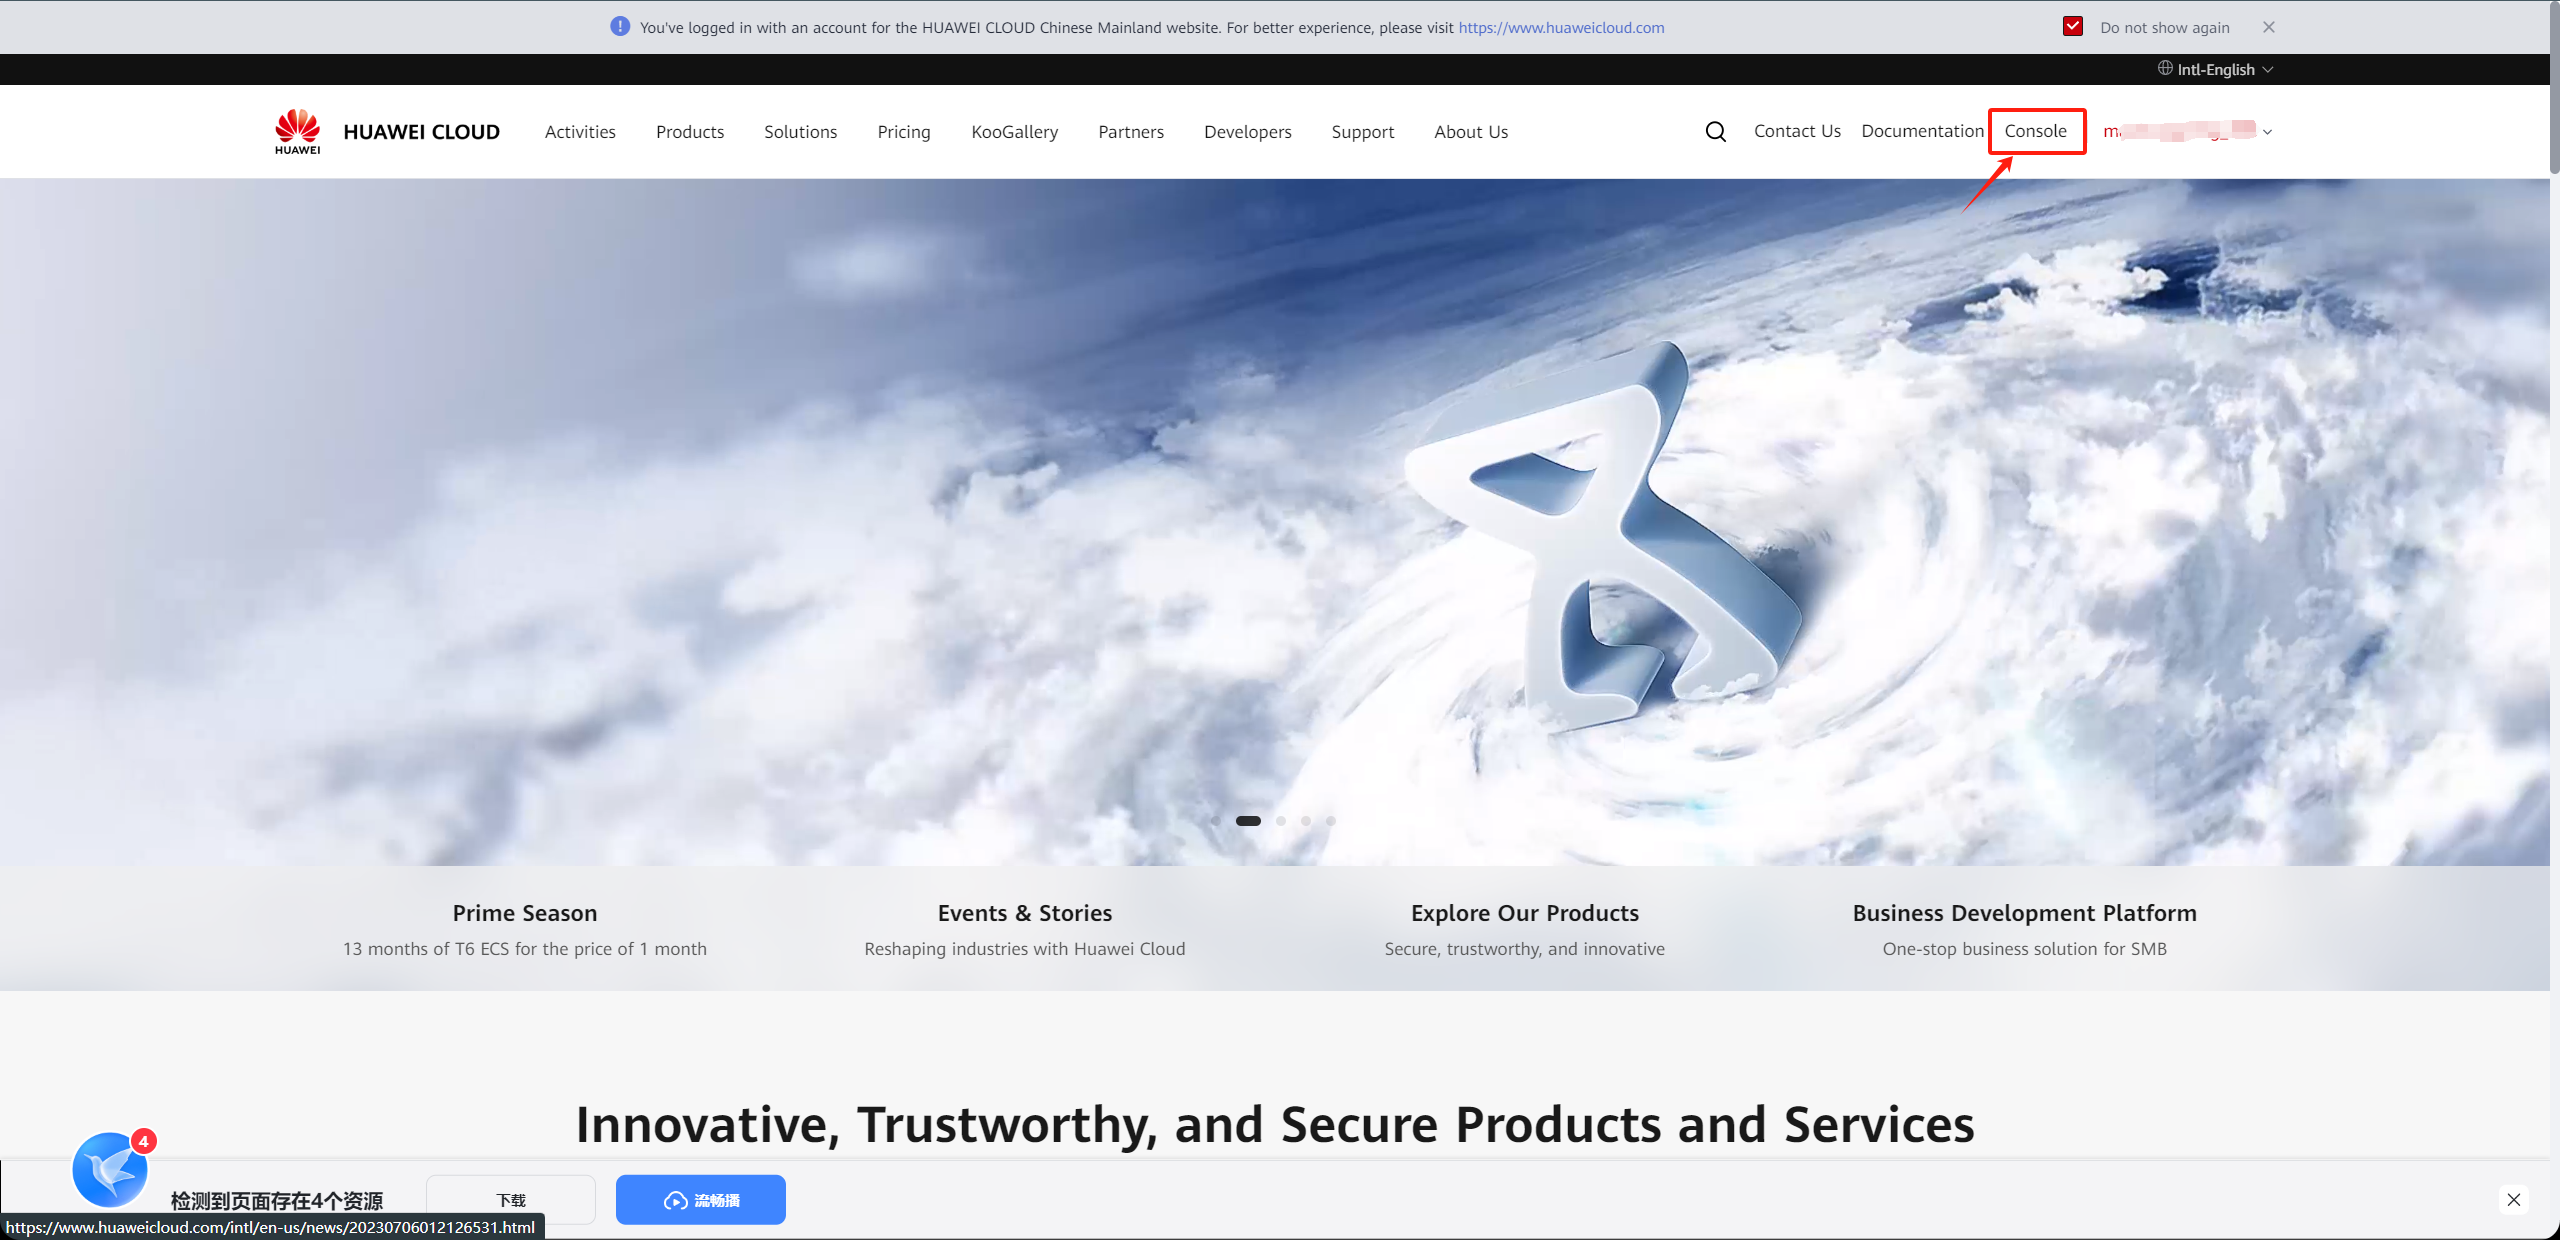 You've logged in with an account for the HUAWEI CLOUD Chinese Mainland website. For better experience, please visit https://www.huaweicloud.com
Do not show again
Intl-English
HUAWEI
HUAWEI CLOUD
Activities
Products
Solutions
Pricing
KooGallery
Partners
Developers
Support
About Us
Contact Us
Documentation
Console
Prime Season
13 months of T6 ECS for the price of 1 month
Events & Stories
Reshaping industries with Huawei Cloud
Explore Our Products
Secure, trustworthy, and innovative
Business Development Platform
One-stop business solution for SMB
Innovative, Trustworthy, and Secure Products and Services
4
检测到页面存在4个资源
下载
流畅播
https://www.huaweicloud.com/intl/en-us/news/20230706012126531.html